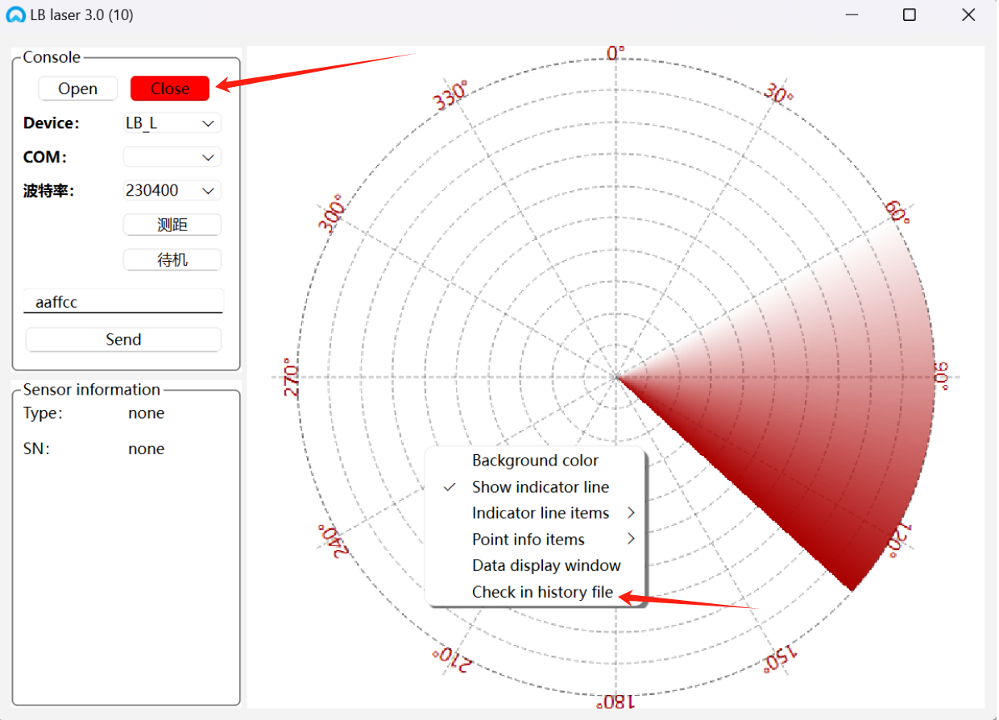 LB laser 3.0 (10)
Console
Open Close
Device: LB_L
COM:
波特率: 230400
测距
待机
aaffcc
Send
Sensor information
Type: none
SN: none
0°
30°
60°
90°
120°
150°
180°
210°
240°
270°
300°
330°
Background color
Show indicator line
Indicator line items
Point info items
Data display window
Check in history file